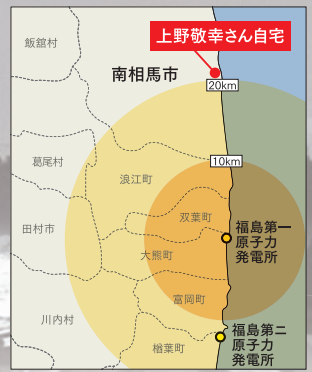 上野敬幸さん自宅
飯舘村
南相馬市
20km
葛尾村
10km
浪江町
双葉町
田村市
福島第一
原子力
発電所
大熊町
富岡町
川内村
福島第二
原子力
発電所
楢葉町